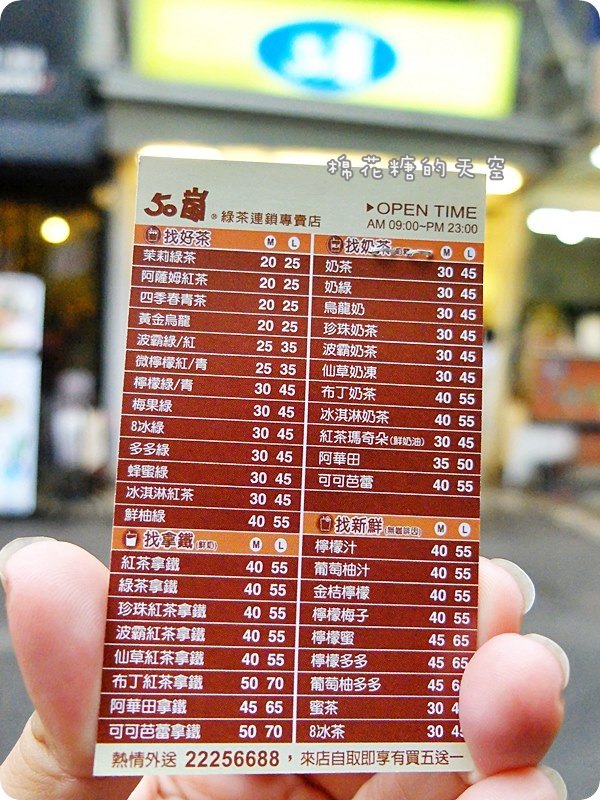 棉花糖的天空
50嵐®綠茶連鎖專賣店
▶OPEN TIME
AM 09:00~PM 23:00
找好茶 M L
茉莉綠茶 20 25
阿薩姆紅茶 20 25
四季春青茶 20 25
黃金烏龍 20 25
波霸綠/紅 25 35
微檸檬紅/青 25 35
檸檬綠/青 30 45
梅果綠 30 45
8冰綠 30 45
多多綠 30 45
蜂蜜綠 30 45
冰淇淋紅茶 30 45
鮮柚綠 40 55
找拿鐵(鮮奶) M L
紅茶拿鐵 40 55
綠茶拿鐵 40 55
珍珠紅茶拿鐵 40 55
波霸紅茶拿鐵 40 55
仙草紅茶拿鐵 40 55
布丁紅茶拿鐵 50 70
阿華田拿鐵 45 65
可可芭蕾拿鐵 50 70
找奶茶 M L
奶茶 30 45
奶綠 30 45
烏龍奶 30 45
珍珠奶茶 30 45
波霸奶茶 30 45
仙草奶凍 30 45
布丁奶茶 40 55
冰淇淋奶茶 40 55
紅茶瑪奇朵(鮮奶油) 30 45
阿華田 35 50
可可芭蕾 40 55
找新鮮(無咖啡因) M L
檸檬汁 40 55
葡萄柚汁 40 55
金桔檸檬 40 55
檸檬梅子 40 55
檸檬蜜 45 65
檸檬多多 45 65
葡萄柚多多 45
蜜茶 30
8冰茶 30
熱情外送 22256688，來店自取即享有買五送一